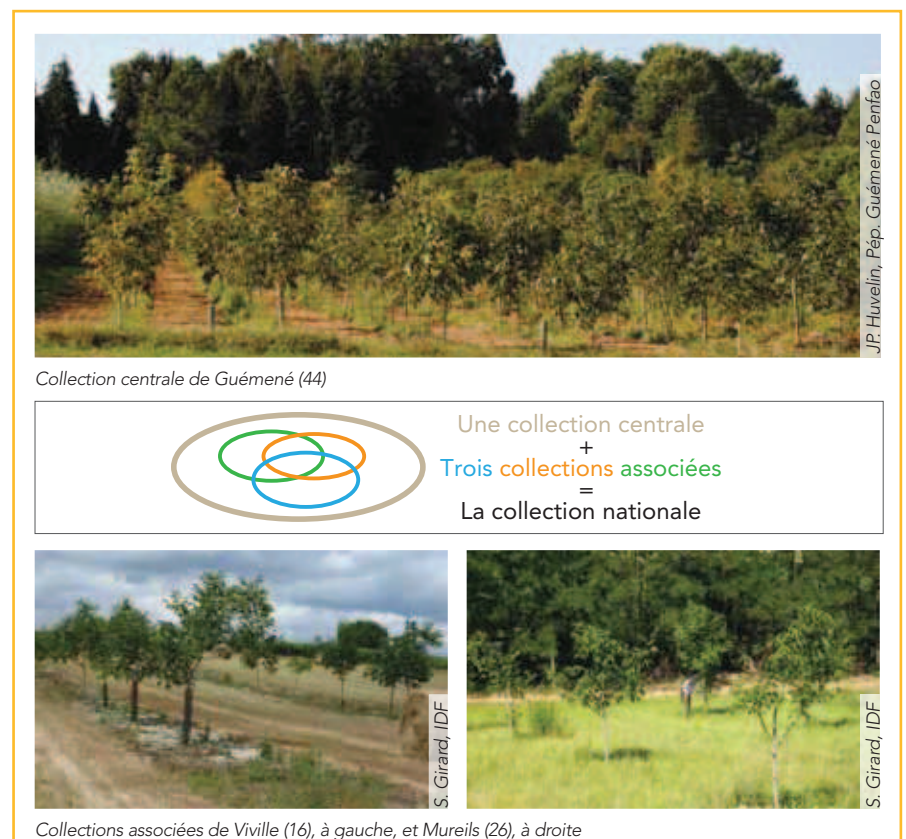 JP. Huvelin, Pép. Guémené Penfao
Collection centrale de Guémené (44)
Une collection centrale
+
Trois collections associées
=
La collection nationale
S. Girard, IDF
S. Girard, IDF
Collections associées de Viville (16), à gauche, et Mureils (26), à droite